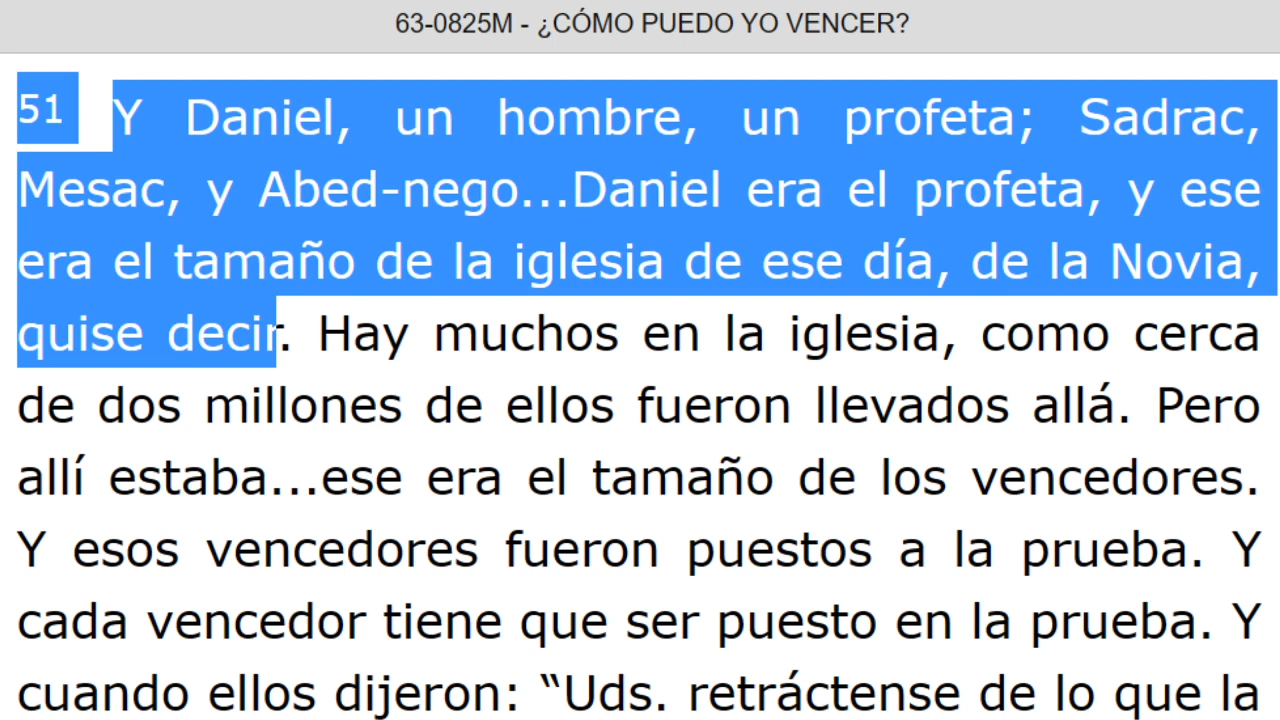 63-0825M - ¿CÓMO PUEDO YO VENCER?
51 Y Daniel, un hombre, un profeta; Sadrac,
Mesac, y Abed-nego...Daniel era el profeta, y ese
era el tamaño de la iglesia de ese día, de la Novia,
quise decir. Hay muchos en la iglesia, como cerca
de dos millones de ellos fueron llevados allá. Pero
allí estaba...ese era el tamaño de los vencedores.
Y esos vencedores fueron puestos a la prueba. Y
cada vencedor tiene que ser puesto en la prueba. Y
cuando ellos dijeron: “Uds. retráctense de lo que la